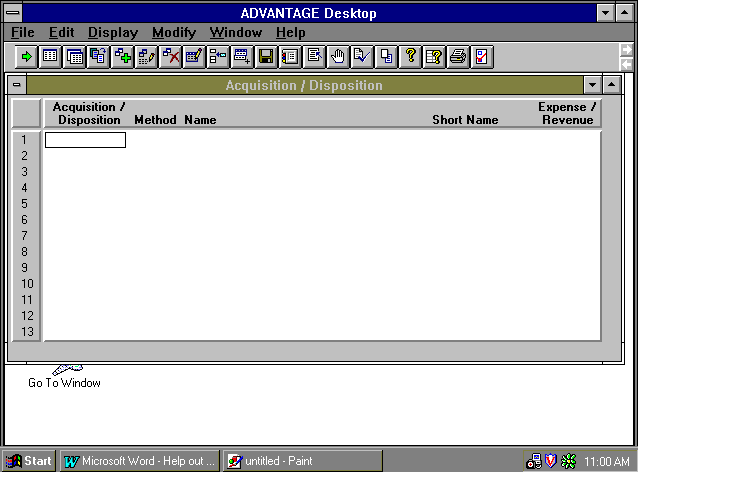 ADVANTAGE Desktop
File Edit Display Modify Window Help
Acquisition / Disposition
Acquisition / Disposition Method Name Short Name Expense / Revenue
1
2
3
4
5
6
7
8
9
10
11
12
13
Go To Window
Start Microsoft Word - Help out ... untitled - Paint 11:00 AM